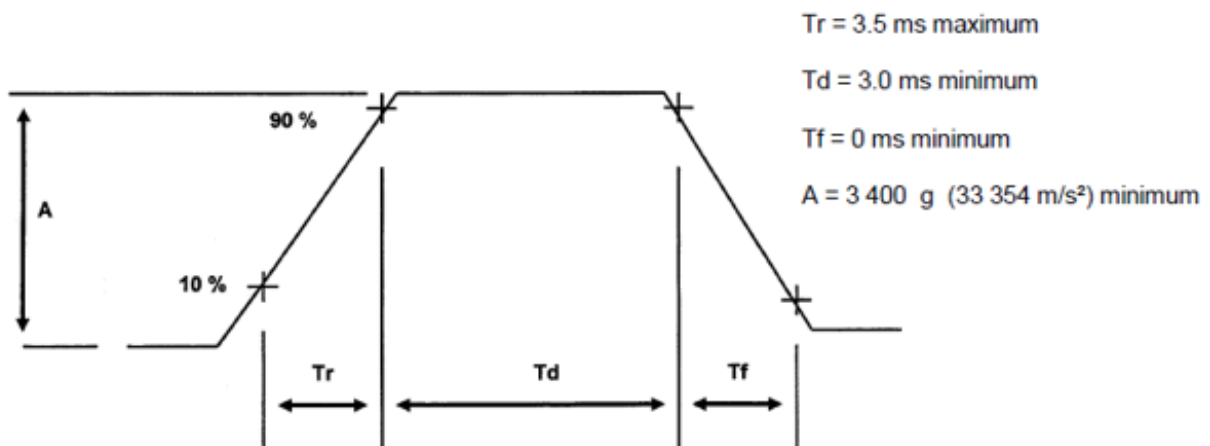 Tr = 3.5 ms maximum
Td = 3.0 ms minimum
Tf = 0 ms minimum
A = 3 400 g (33 354 m/s²) minimum
90 %
A
10 %
Tr
Td
Tf